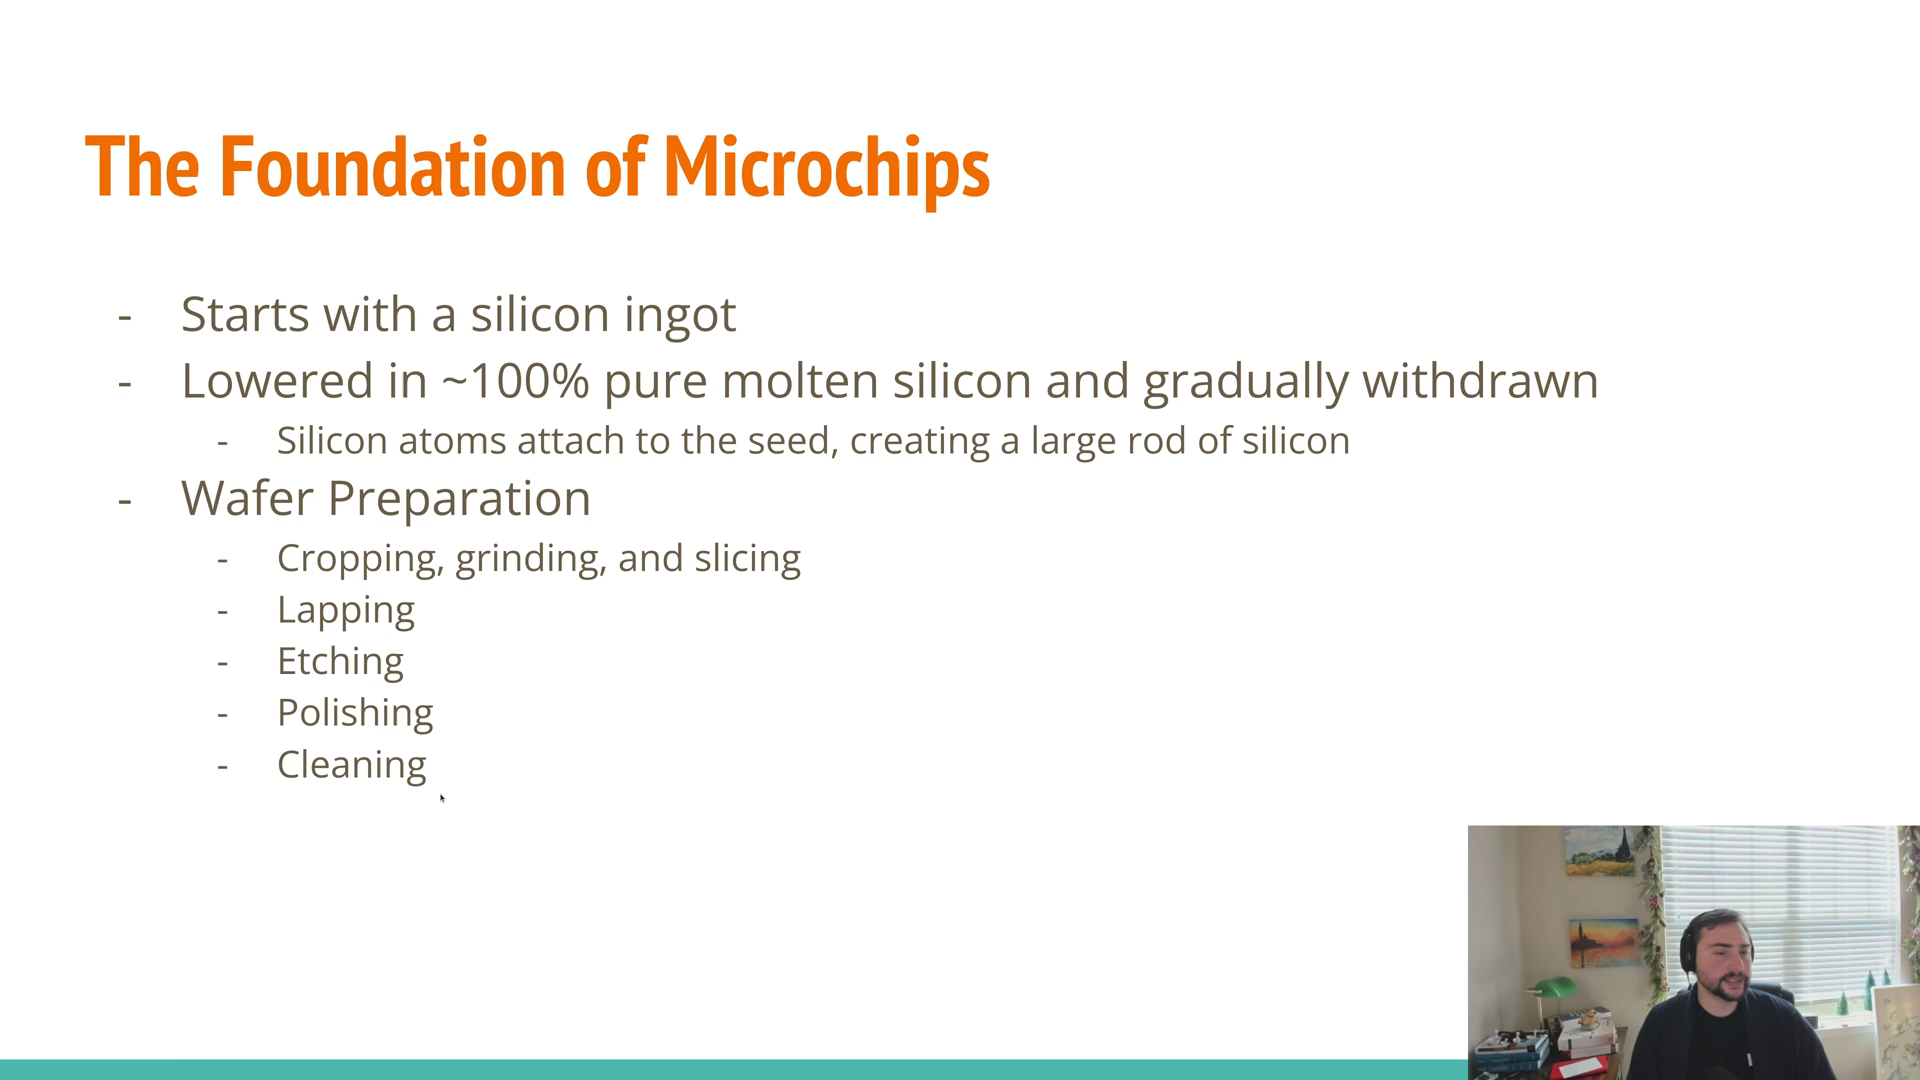 The Foundation of Microchips
- Starts with a silicon ingot
- Lowered in ~100% pure molten silicon and gradually withdrawn
- Silicon atoms attach to the seed, creating a large rod of silicon
- Wafer Preparation
- Cropping, grinding, and slicing
- Lapping
- Etching
- Polishing
- Cleaning